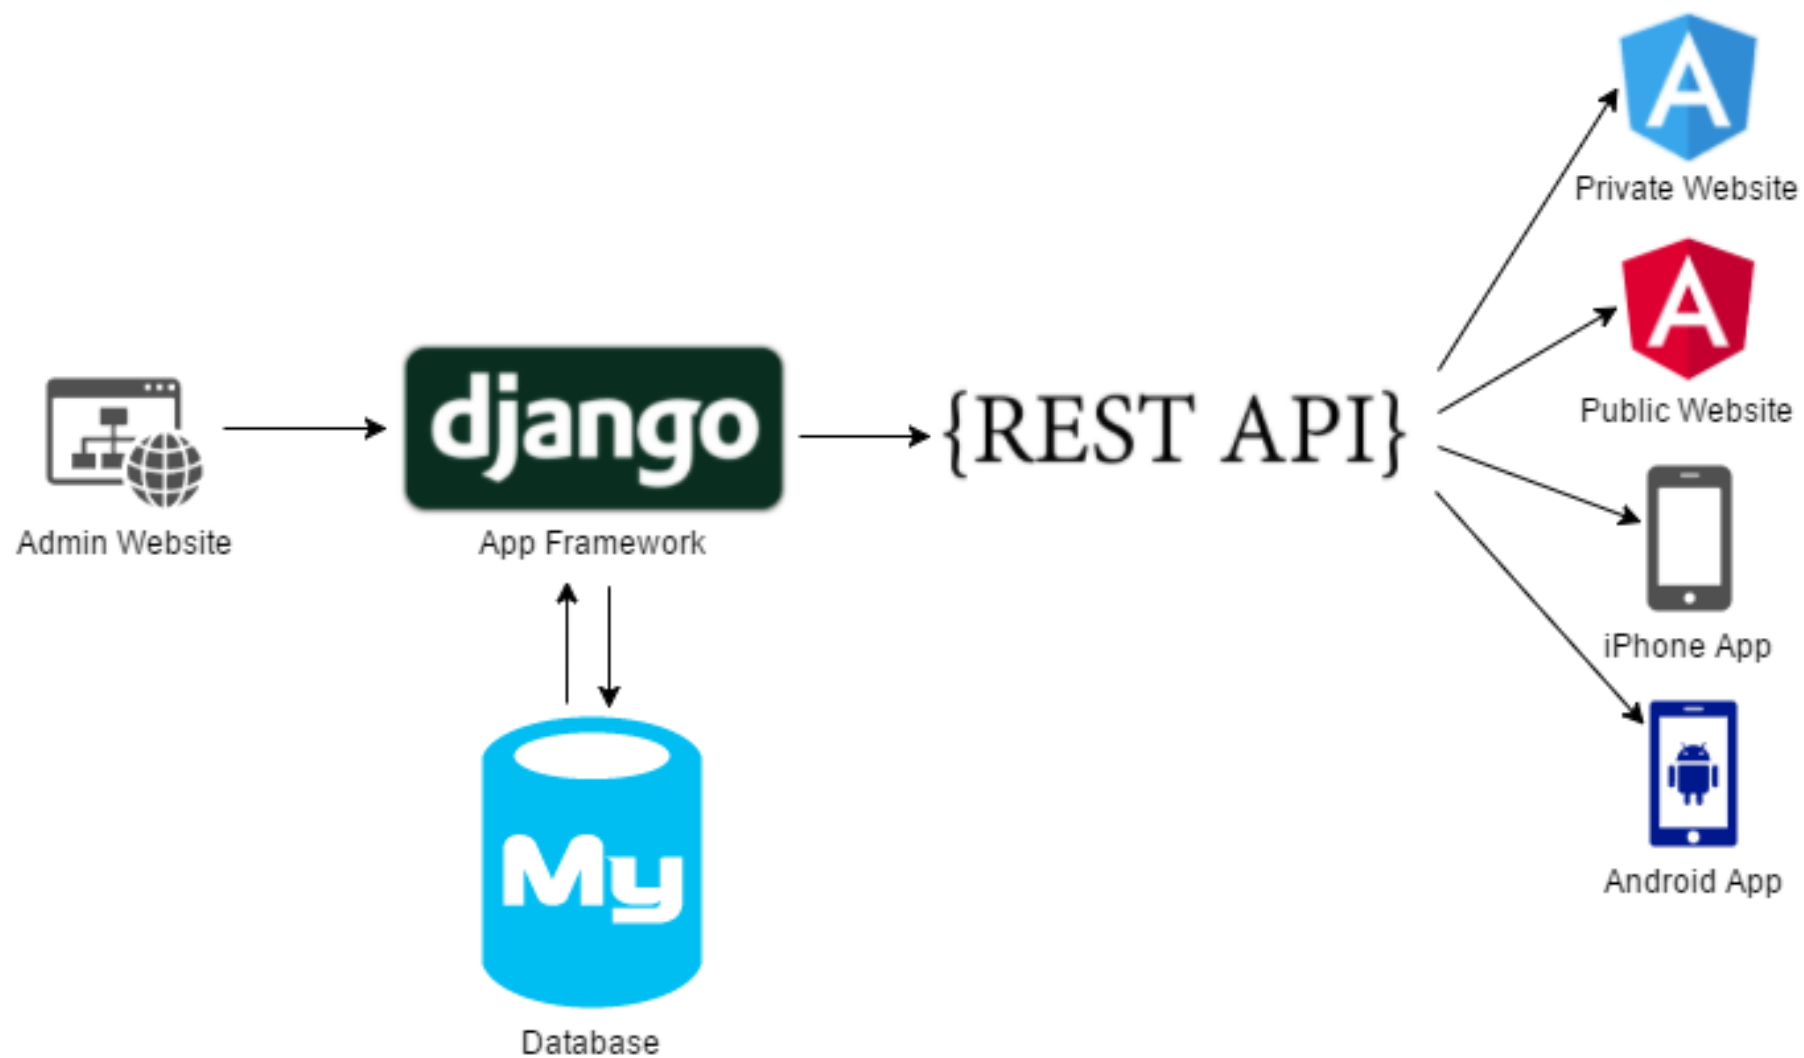 A
Private Website
A
Public Website
django
{REST API}
Admin Website
App Framework
iPhone App
My
Android App
Database